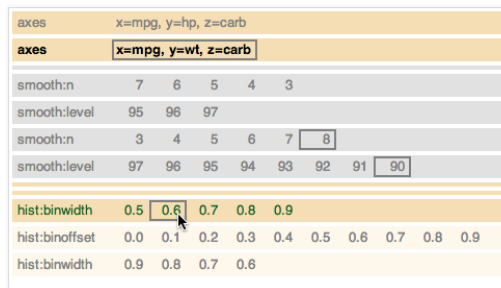 axes x=mpg, y=hp, z=carb
axes x=mpg, y=wt, z=carb
smooth:n 7 6 5 4 3
smooth:level 95 96 97
smooth:n 3 4 5 6 7 8
smooth:level 97 96 95 94 93 92 91 90
hist:binwidth 0.5 0.6 0.7 0.8 0.9
hist:binoffset 0.0 0.1 0.2 0.3 0.4 0.5 0.6 0.7 0.8 0.9
hist:binwidth 0.9 0.8 0.7 0.6